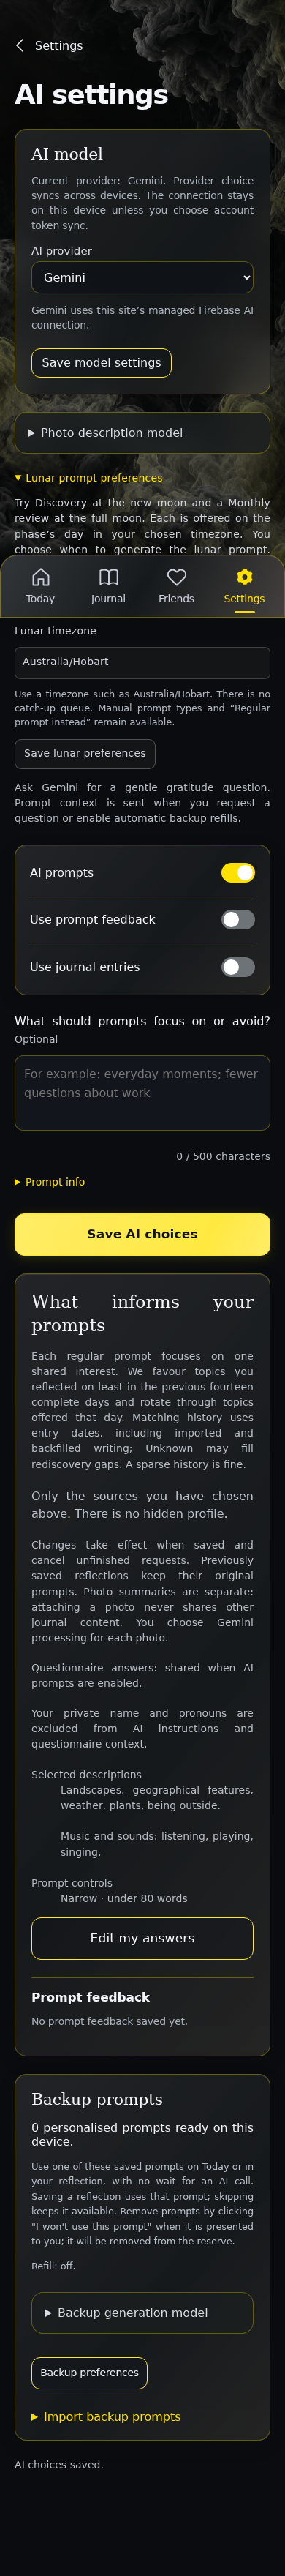 Settings
AI settings
AI model
Current provider: Gemini. Provider choice
syncs across devices. The connection stays
on this device unless you choose account
token sync.
AI provider
Gemini
Gemini uses this site’s managed Firebase AI
connection.
Save model settings
Photo description model
Lunar prompt preferences
Try Discovery at the new moon and a Monthly
review at the full moon. Each is offered on the
phase’s day in your chosen timezone. You
choose when to generate the lunar prompt.
Today
Journal
Friends
Settings
Lunar timezone
Australia/Hobart
Use a timezone such as Australia/Hobart. There is no
catch-up queue. Manual prompt types and “Regular
prompt instead” remain available.
Save lunar preferences
Ask Gemini for a gentle gratitude question.
Prompt context is sent when you request a
question or enable automatic backup refills.
AI prompts
Use prompt feedback
Use journal entries
What should prompts focus on or avoid?
Optional
For example: everyday moments; fewer
questions about work
0 / 500 characters
Prompt info
Save AI choices
What informs your
prompts
Each regular prompt focuses on one
shared interest. We favour topics you
reflected on least in the previous fourteen
complete days and rotate through topics
offered that day. Matching history uses
entry dates, including imported and
backfilled writing; Unknown may fill
rediscovery gaps. A sparse history is fine.
Only the sources you have chosen
above. There is no hidden profile.
Changes take effect when saved and
cancel unfinished requests. Previously
saved reflections keep their original
prompts. Photo summaries are separate:
attaching a photo never shares other
journal content. You choose Gemini
processing for each photo.
Questionnaire answers: shared when AI
prompts are enabled.
Your private name and pronouns are
excluded from AI instructions and
questionnaire context.
Selected descriptions
Landscapes, geographical features,
weather, plants, being outside.
Music and sounds: listening, playing,
singing.
Prompt controls
Narrow · under 80 words
Edit my answers
Prompt feedback
No prompt feedback saved yet.
Backup prompts
0 personalised prompts ready on this
device.
Use one of these saved prompts on Today or in
your reflection, with no wait for an AI call.
Saving a reflection uses that prompt; skipping
keeps it available. Remove prompts by clicking
"I won't use this prompt" when it is presented
to you; it will be removed from the reserve.
Refill: off.
Backup generation model
Backup preferences
Import backup prompts
AI choices saved.